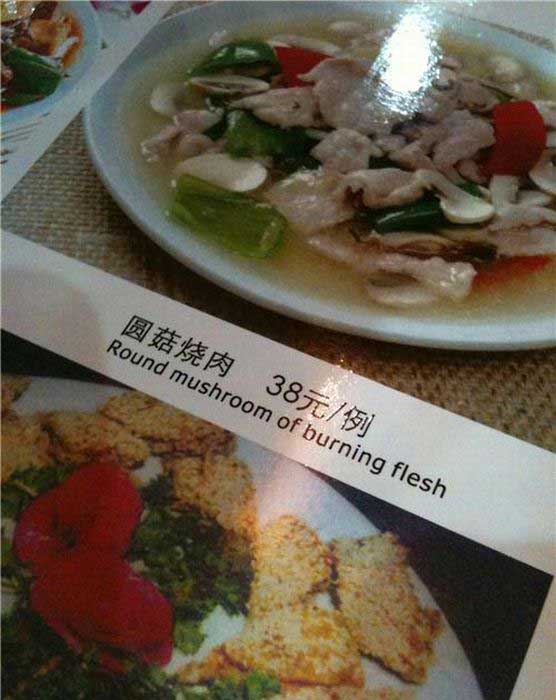 圆菇烧肉 38元/例
Round mushroom of burning flesh